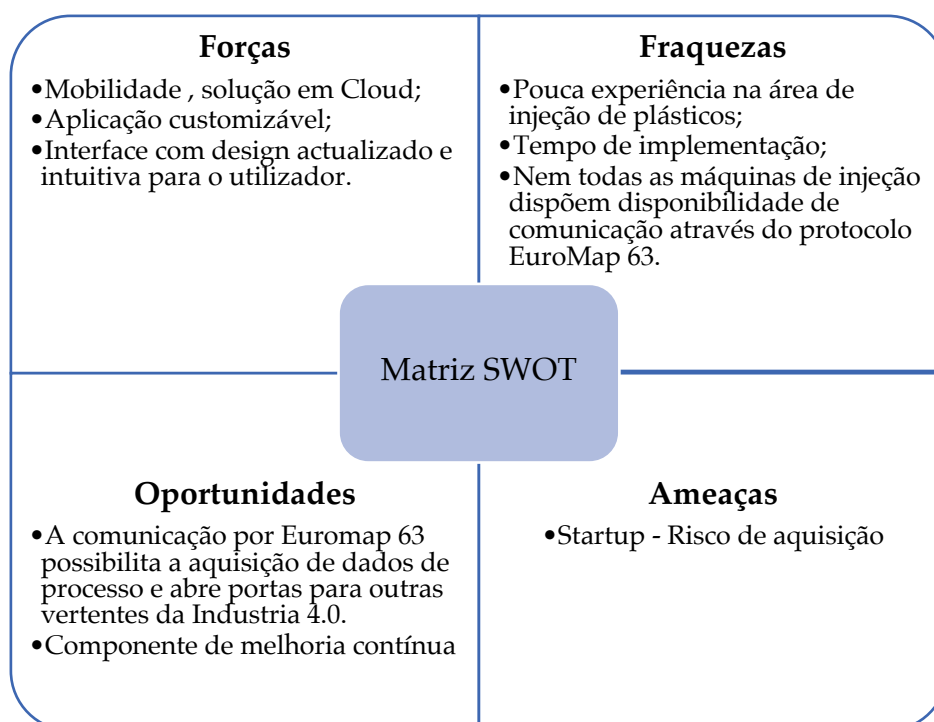 Forças
•Mobilidade , solução em Cloud;
•Aplicação customizável;
•Interface com design actualizado e
intuitiva para o utilizador.
Fraquezas
•Pouca experiência na área de
injeção de plásticos;
•Tempo de implementação;
•Nem todas as máquinas de injeção
dispõem disponibilidade de
comunicação através do protocolo
EuroMap 63.
Matriz SWOT
Oportunidades
•A comunicação por Euromap 63
possibilita a aquisição de dados de
processo e abre portas para outras
vertentes da Industria 4.0.
•Componente de melhoria contínua
Ameaças
•Startup - Risco de aquisição